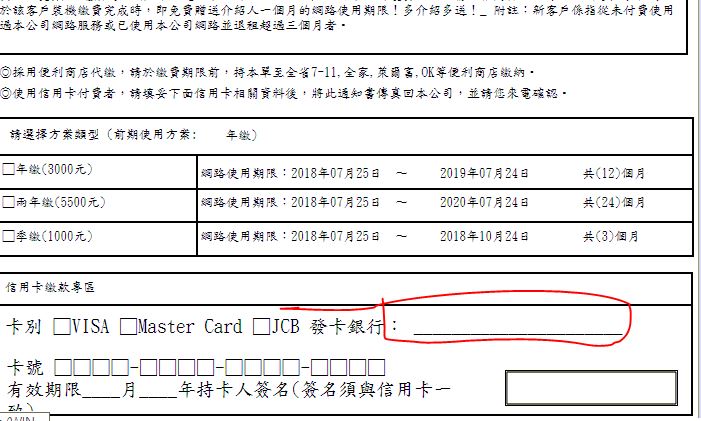 於該客戶裝機繳費完成時，即免費贈送介紹人一個月的網路使用期限！多介紹多送！_ 附註：新客戶係指從未付費使用
過本公司網路服務或已使用本公司網路並退租超過三個月者。
◎採用便利商店代繳，請於繳費期限前，持本單至全省7-11,全家,萊爾富,OK等便利商店繳納。
◎使用信用卡付費者，請填妥下面信用卡相關資料後，將此通知書傳真回本公司，並請您來電確認。
請選擇方案類型（前期使用方案： 年繳）
□年繳(3000元) 網路使用期限：2018年07月25日 ～ 2019年07月24日 共(12)個月
□兩年繳(5500元) 網路使用期限：2018年07月25日 ～ 2020年07月24日 共(24)個月
□季繳(1000元) 網路使用期限：2018年07月25日 ～ 2018年10月24日 共(3)個月
信用卡繳款專區
卡別 □VISA □Master Card □JCB 發卡銀行： ____________________
卡號 □□□□-□□□□-□□□□-□□□□
有效期限____月____年持卡人簽名(簽名須與信用卡一
致)